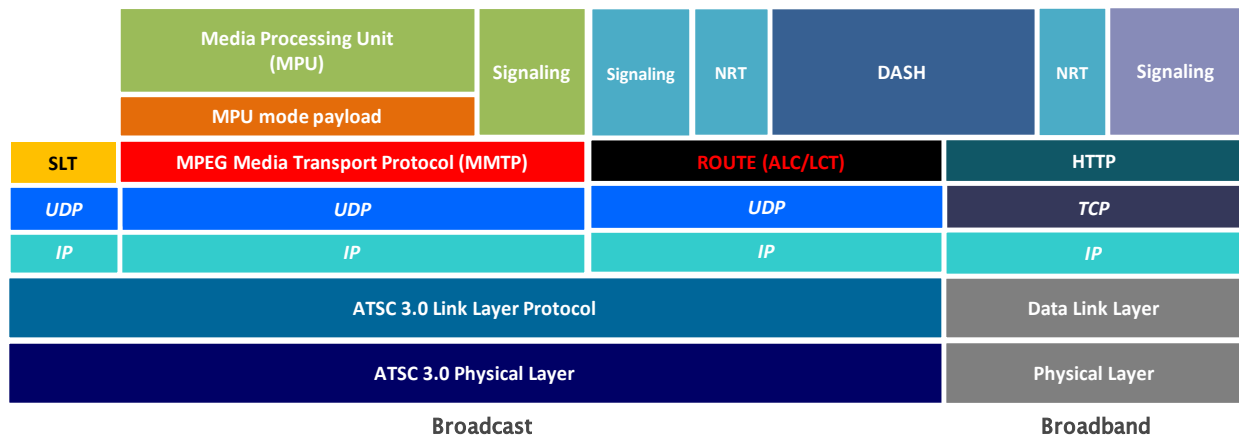 Media Processing Unit
(MPU)
Signaling
Signaling
NRT
DASH
NRT
Signaling
MPU mode payload
SLT
MPEG Media Transport Protocol (MMTP)
ROUTE (ALC/LCT)
HTTP
UDP
UDP
UDP
TCP
IP
IP
IP
IP
ATSC 3.0 Link Layer Protocol
Data Link Layer
ATSC 3.0 Physical Layer
Physical Layer
Broadcast
Broadband